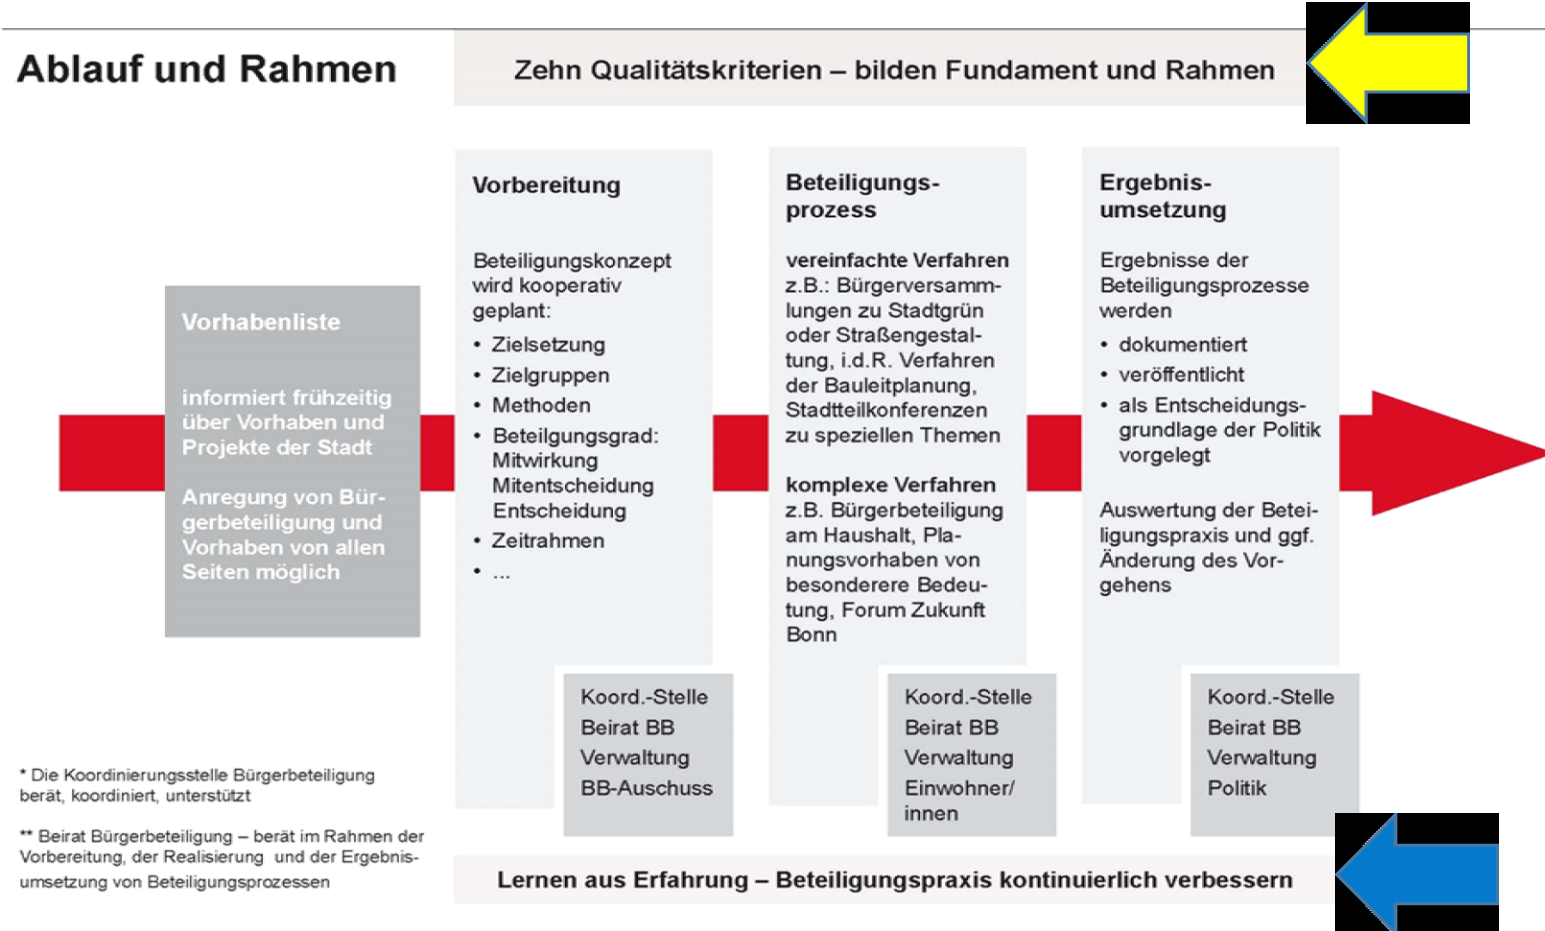 Ablauf und Rahmen
Zehn Qualitätskriterien – bilden Fundament und Rahmen
Vorhabenliste
informiert frühzeitig
über Vorhaben und
Projekte der Stadt
Anregung von Bür-
gerbeteiligung und
Vorhaben von allen
Seiten möglich
Vorbereitung
Beteiligungskonzept
wird kooperativ
geplant:
• Zielsetzung
• Zielgruppen
• Methoden
• Beteilgungsgrad:
Mitwirkung
Mitentscheidung
Entscheidung
• Zeitrahmen
• ...
Koord.-Stelle
Beirat BB
Verwaltung
BB-Auschuss
Beteiligungs-
prozess
vereinfachte Verfahren
z.B.: Bürgerversamm-
lungen zu Stadtgrün
oder Straßengestal-
tung, i.d.R. Verfahren
der Bauleitplanung,
Stadtteilkonferenzen
zu speziellen Themen
komplexe Verfahren
z.B. Bürgerbeteiligung
am Haushalt, Pla-
nungsvorhaben von
besonderere Bedeu-
tung, Forum Zukunft
Bonn
Koord.-Stelle
Beirat BB
Verwaltung
Einwohner/
innen
Ergebnis-
umsetzung
Ergebnisse der
Beteiligungsprozesse
werden
• dokumentiert
• veröffentlicht
• als Entscheidungs-
grundlage der Politik
vorgelegt
Auswertung der Betei-
ligungspraxis und ggf.
Änderung des Vor-
gehens
Koord.-Stelle
Beirat BB
Verwaltung
Politik
* Die Koordinierungsstelle Bürgerbeteiligung
berät, koordiniert, unterstützt
** Beirat Bürgerbeteiligung – berät im Rahmen der
Vorbereitung, der Realisierung und der Ergebnis-
umsetzung von Beteiligungsprozessen
Lernen aus Erfahrung – Beteiligungspraxis kontinuierlich verbessern